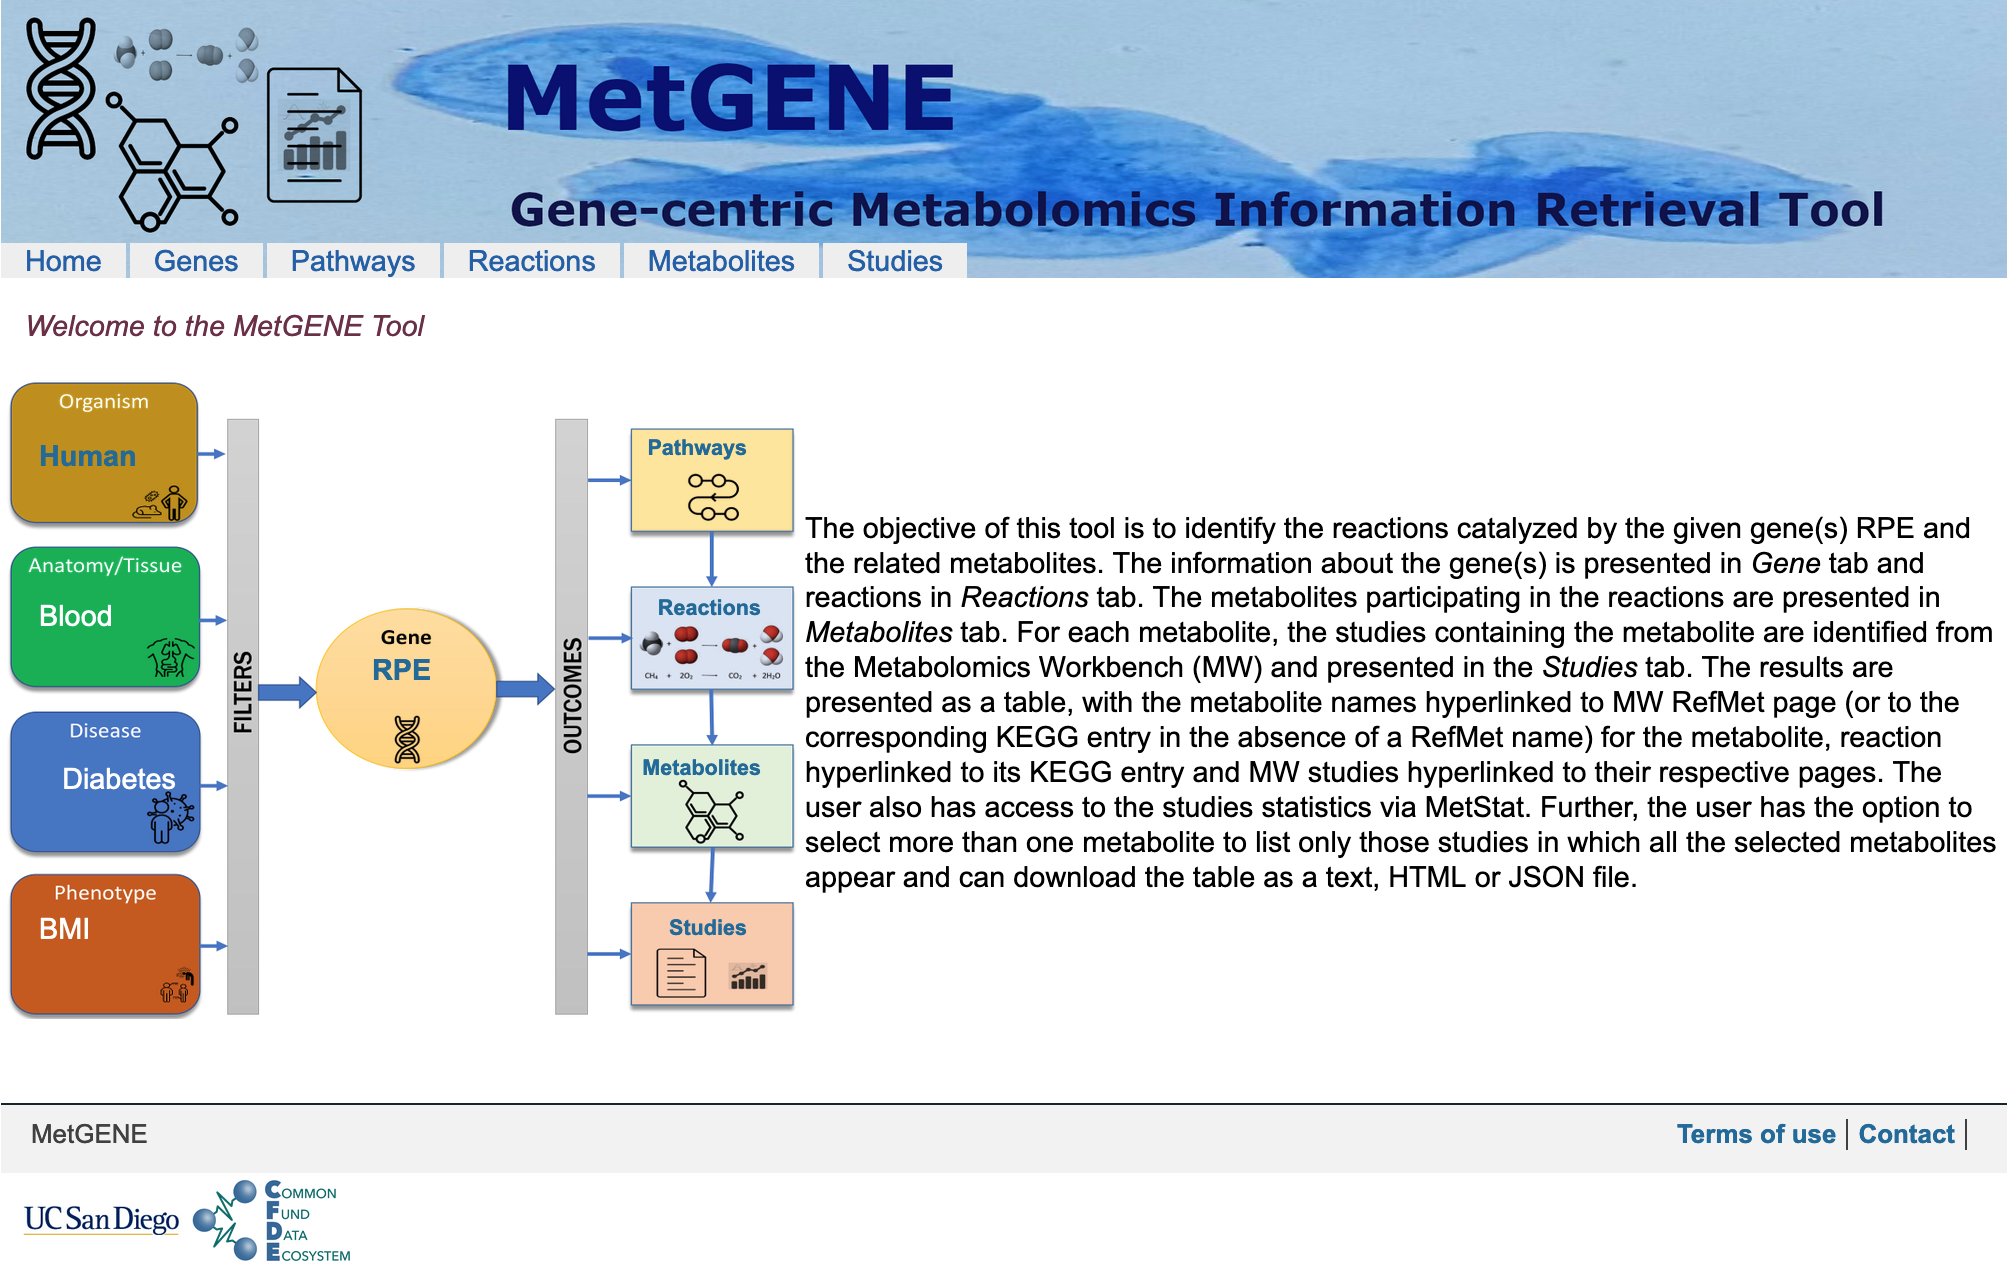 MetGENE
Gene-centric Metabolomics Information Retrieval Tool
Home
Genes
Pathways
Reactions
Metabolites
Studies
Welcome to the MetGENE Tool
Organism
Human
Anatomy/Tissue
Blood
Disease
Diabetes
Phenotype
BMI
FILTERS
Gene
RPE
OUTCOMES
Pathways
Reactions
CH₄ + 2O₂ → CO₂ + 2H₂O
Metabolites
Studies
The objective of this tool is to identify the reactions catalyzed by the given gene(s) RPE and
the related metabolites. The information about the gene(s) is presented in Gene tab and
reactions in Reactions tab. The metabolites participating in the reactions are presented in
Metabolites tab. For each metabolite, the studies containing the metabolite are identified from
the Metabolomics Workbench (MW) and presented in the Studies tab. The results are
presented as a table, with the metabolite names hyperlinked to MW RefMet page (or to the
corresponding KEGG entry in the absence of a RefMet name) for the metabolite, reaction
hyperlinked to its KEGG entry and MW studies hyperlinked to their respective pages. The
user also has access to the studies statistics via MetStat. Further, the user has the option to
select more than one metabolite to list only those studies in which all the selected metabolites
appear and can download the table as a text, HTML or JSON file.
MetGENE
Terms of use | Contact |
UC San Diego
COMMON
FUND
DATA
ECOSYSTEM